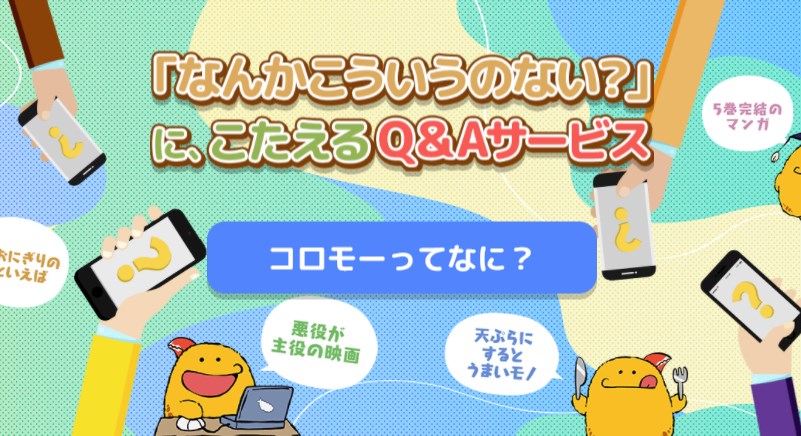 「なんかこういうのない?」
に、こたえるQ&Aサービス
5巻完結の
マンガ
おにぎりの
といえば
コロモーってなに？
悪役が
主役の映画
天ぷらに
すると
うまいモノ